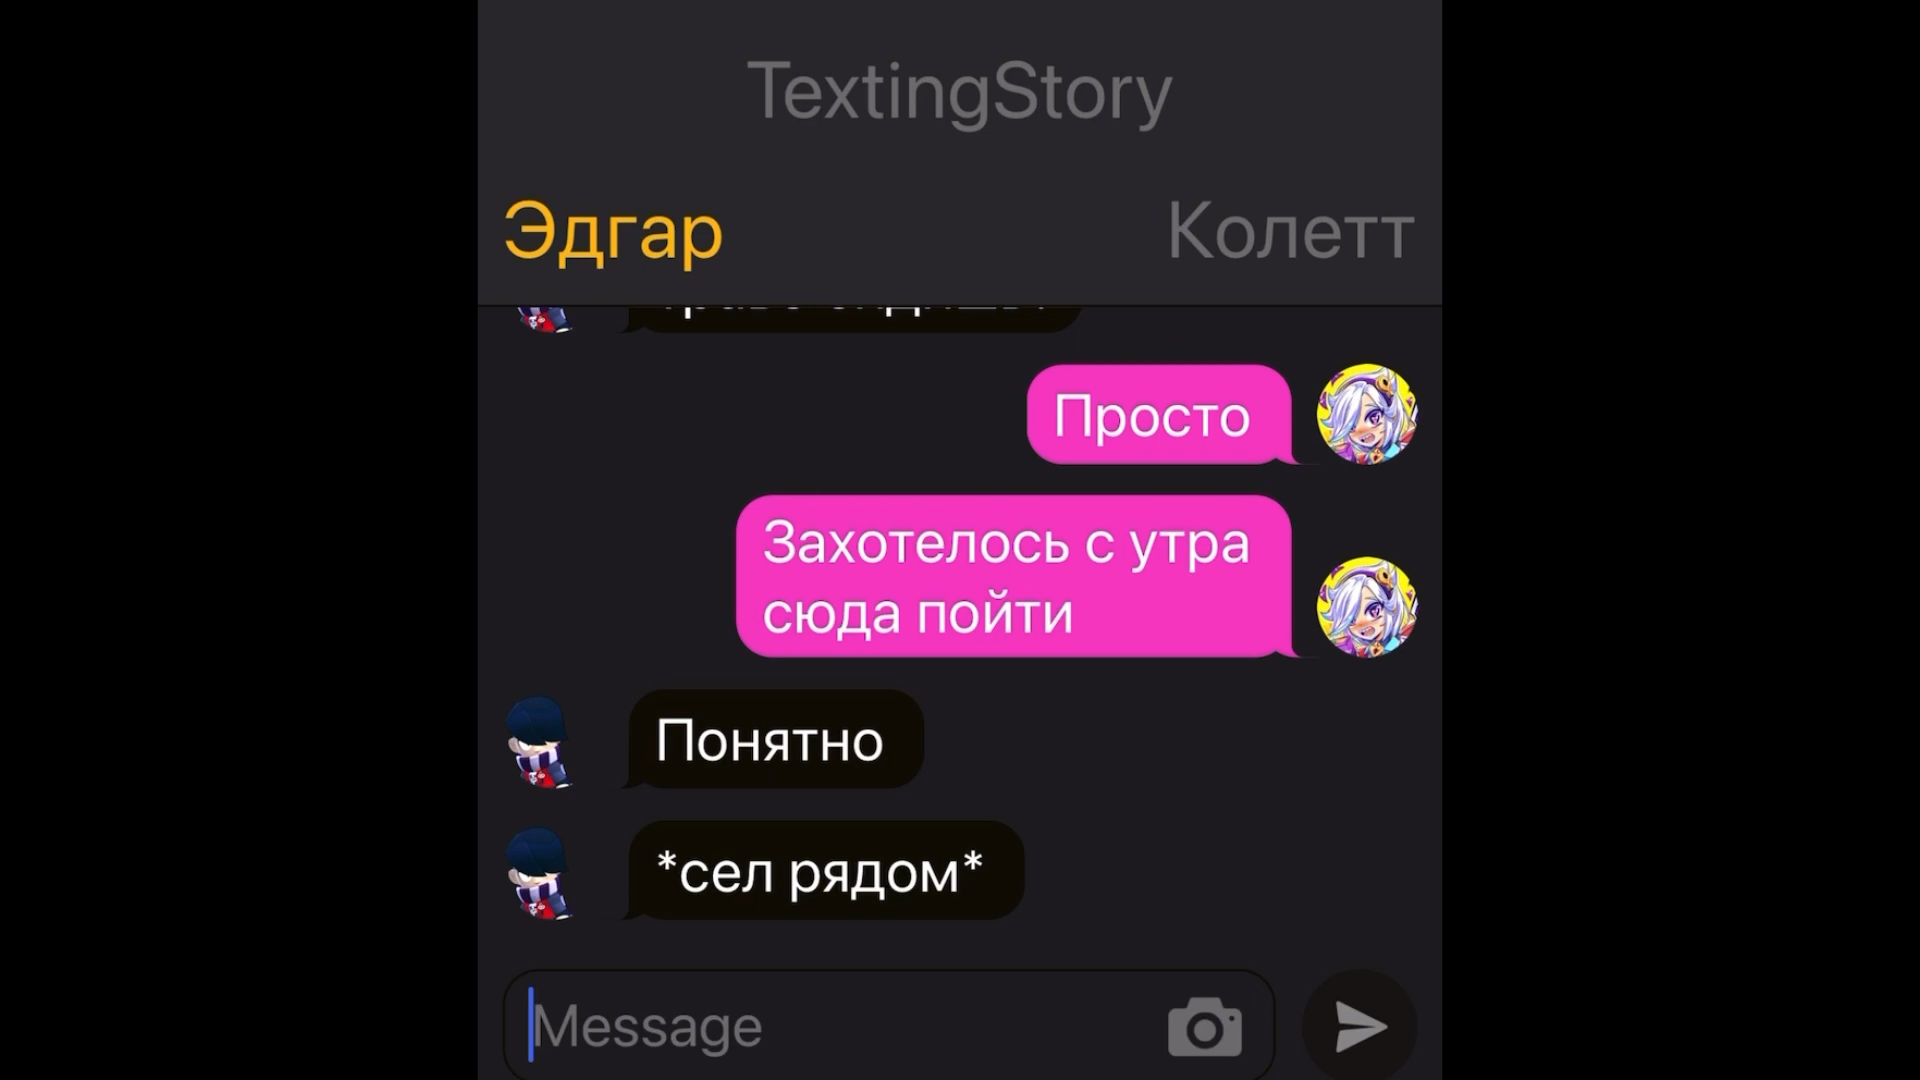 TextingStory
Эдгар
Колетт
Просто
Захотелось с утра
сюда пойти
Понятно
*сел рядом*
Message